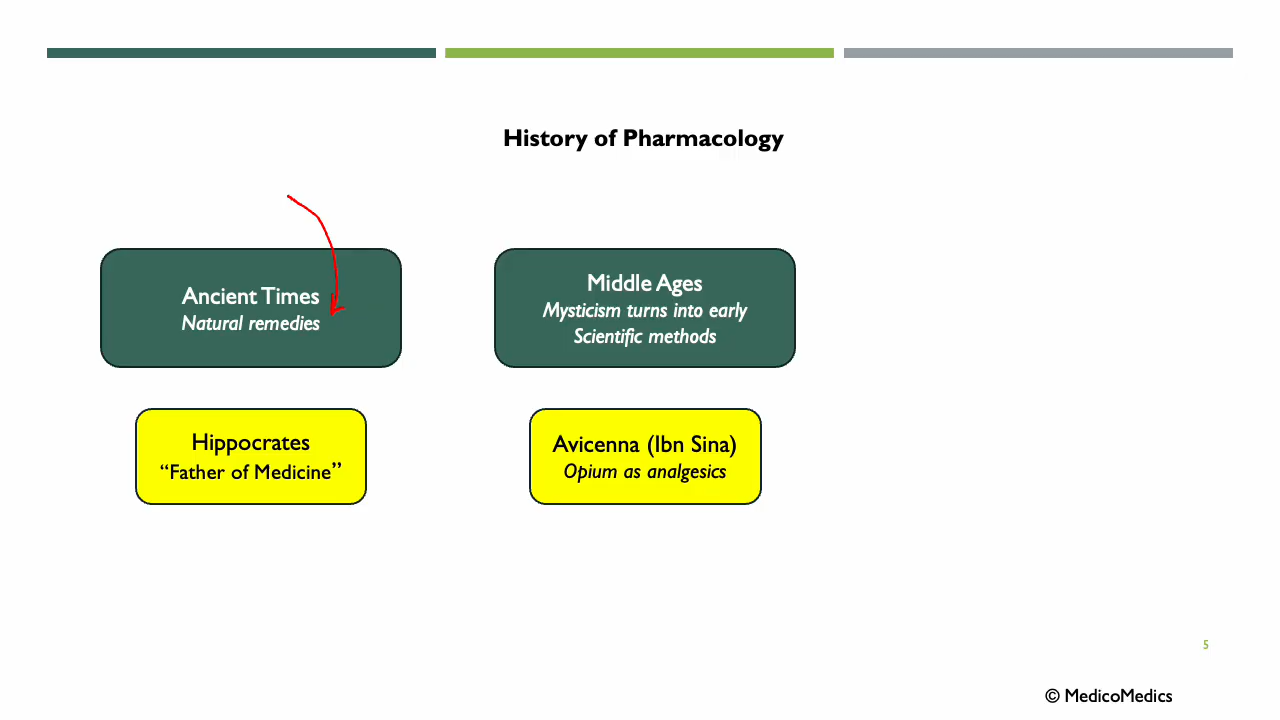 History of Pharmacology
Ancient Times
Natural remedies
Middle Ages
Mysticism turns into early
Scientific methods
Hippocrates
“Father of Medicine”
Avicenna (Ibn Sina)
Opium as analgesics
5
© MedicoMedics